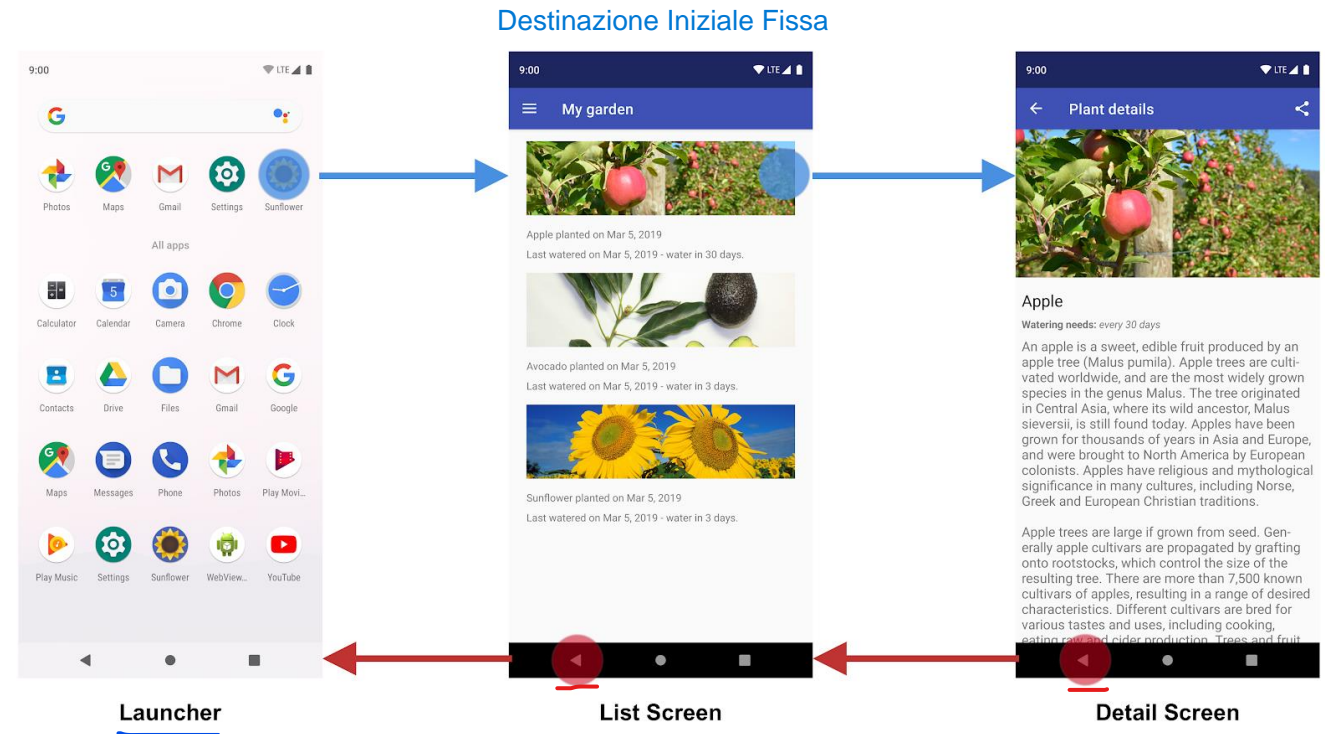 Destinazione Iniziale Fissa
9:00
LTE
G
Photos Maps Gmail Settings Sunflower
All apps
5
Calculator Calendar Camera Chrome Clock
Contacts Drive Files Gmail Google
Maps Messages Phone Photos Play Movi...
Play Music Settings Sunflower WebView... YouTube
Launcher
9:00
LTE
My garden
Apple planted on Mar 5, 2019
Last watered on Mar 5, 2019 - water in 30 days.
Avocado planted on Mar 5, 2019
Last watered on Mar 5, 2019 - water in 3 days.
Sunflower planted on Mar 5, 2019
Last watered on Mar 5, 2019 - water in 3 days.
List Screen
9:00
LTE
Plant details
Apple
Watering needs: every 30 days
An apple is a sweet, edible fruit produced by an
apple tree (Malus pumila). Apple trees are culti-
vated worldwide, and are the most widely grown
species in the genus Malus. The tree originated
in Central Asia, where its wild ancestor, Malus
sieversii, is still found today. Apples have been
grown for thousands of years in Asia and Europe,
and were brought to North America by European
colonists. Apples have religious and mythological
significance in many cultures, including Norse,
Greek and European Christian traditions.
Apple trees are large if grown from seed. Gen-
erally apple cultivars are propagated by grafting
onto rootstocks, which control the size of the
resulting tree. There are more than 7,500 known
cultivars of apples, resulting in a range of desired
characteristics. Different cultivars are bred for
various tastes and uses, including cooking,
eating raw and cider production. Trees and fruit
Detail Screen